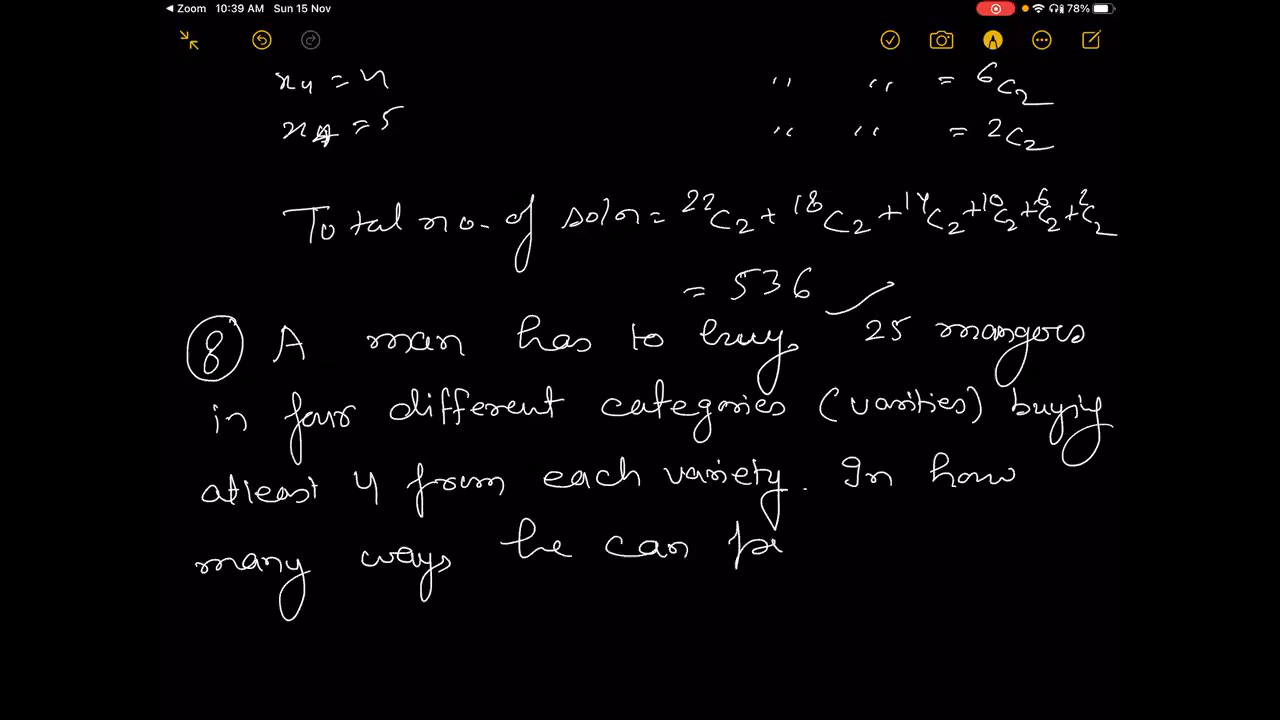 Zoom 10:39 AM Sun 15 Nov 78%
x₄ = 4 " " = ⁶C₂
x₄ = 5 " " = ²C₂
Total no. of soln = ²²C₂ + ¹⁸C₂ + ¹⁴C₂ + ¹⁰C₂ + ⁶C₂ + ²C₂
= 536
8 A man has to buy 25 mangoes
in four different categories (varities) buying
atleast 4 from each variety. In how
many ways he can